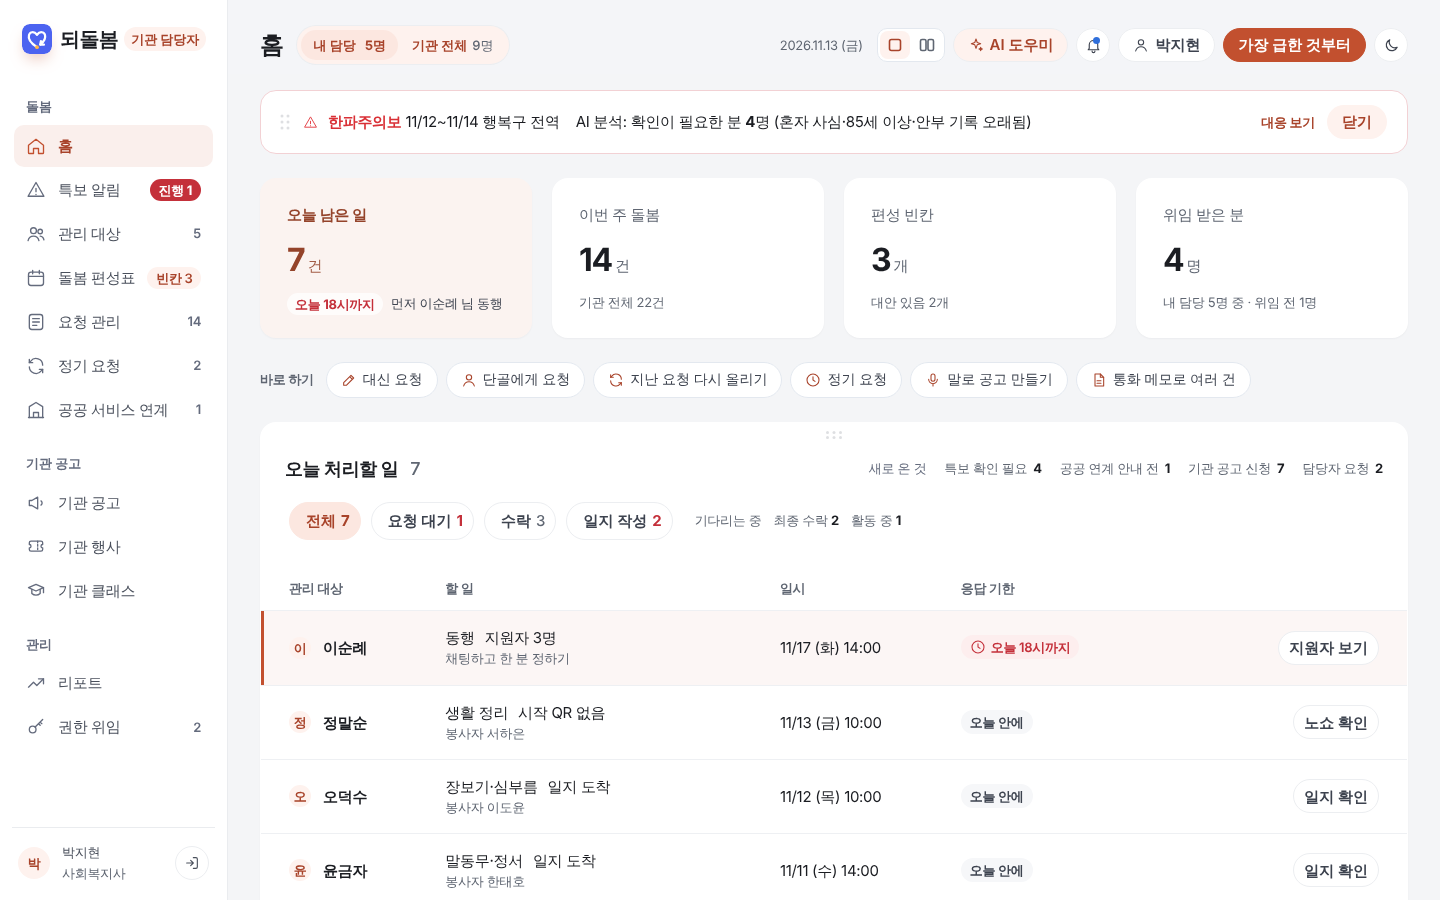 되돌봄 기관 담당자
돌봄
홈
특보 알림 진행 1
관리 대상 5
돌봄 편성표 빈칸 3
요청 관리 14
정기 요청 2
공공 서비스 연계 1
기관 공고
기관 공고
기관 행사
기관 클래스
관리
리포트
권한 위임 2
박 박지현
사회복지사
홈 내 담당 5명 기관 전체 9명 2026.11.13 (금) AI 도우미 박지현 가장 급한 것부터
한파주의보 11/12~11/14 행복구 전역 AI 분석: 확인이 필요한 분 4명 (혼자 사심·85세 이상·안부 기록 오래됨) 대응 보기 닫기
오늘 남은 일
7건
오늘 18시까지 먼저 이순례 님 동행
이번 주 돌봄
14건
기관 전체 22건
편성 빈칸
3개
대안 있음 2개
위임 받은 분
4명
내 담당 5명 중 · 위임 전 1명
바로 하기 대신 요청 단골에게 요청 지난 요청 다시 올리기 정기 요청 말로 공고 만들기 통화 메모로 여러 건
오늘 처리할 일 7 새로 온 것 특보 확인 필요 4 공공 연계 안내 전 1 기관 공고 신청 7 담당자 요청 2
전체 7 요청 대기 1 수락 3 일지 작성 2 기다리는 중 최종 수락 2 활동 중 1
관리 대상 할 일 일시 응답 기한
이 이순례 동행 지원자 3명 11/17 (화) 14:00 오늘 18시까지 지원자 보기
채팅하고 한 분 정하기
정 정말순 생활 정리 시작 QR 없음 11/13 (금) 10:00 오늘 안에 노쇼 확인
봉사자 서하은
오 오덕수 장보기·심부름 일지 도착 11/12 (목) 10:00 오늘 안에 일지 확인
봉사자 이도윤
윤 윤금자 말동무·정서 일지 도착 11/11 (수) 14:00 오늘 안에 일지 확인
봉사자 한태호